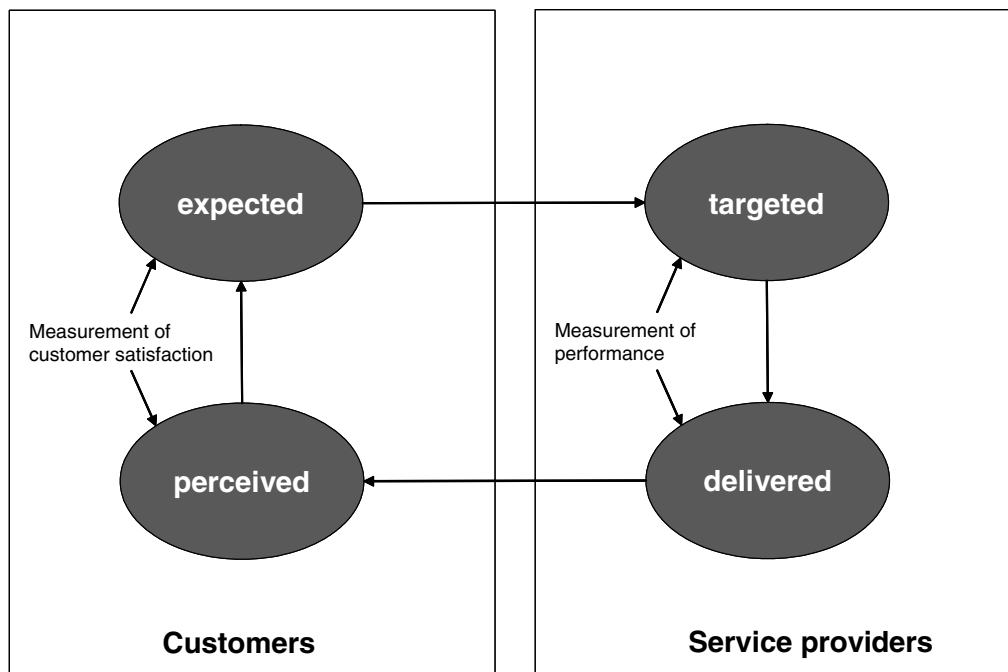 expected
targeted
Measurement of
customer satisfaction
Measurement of
performance
perceived
delivered
Customers
Service providers